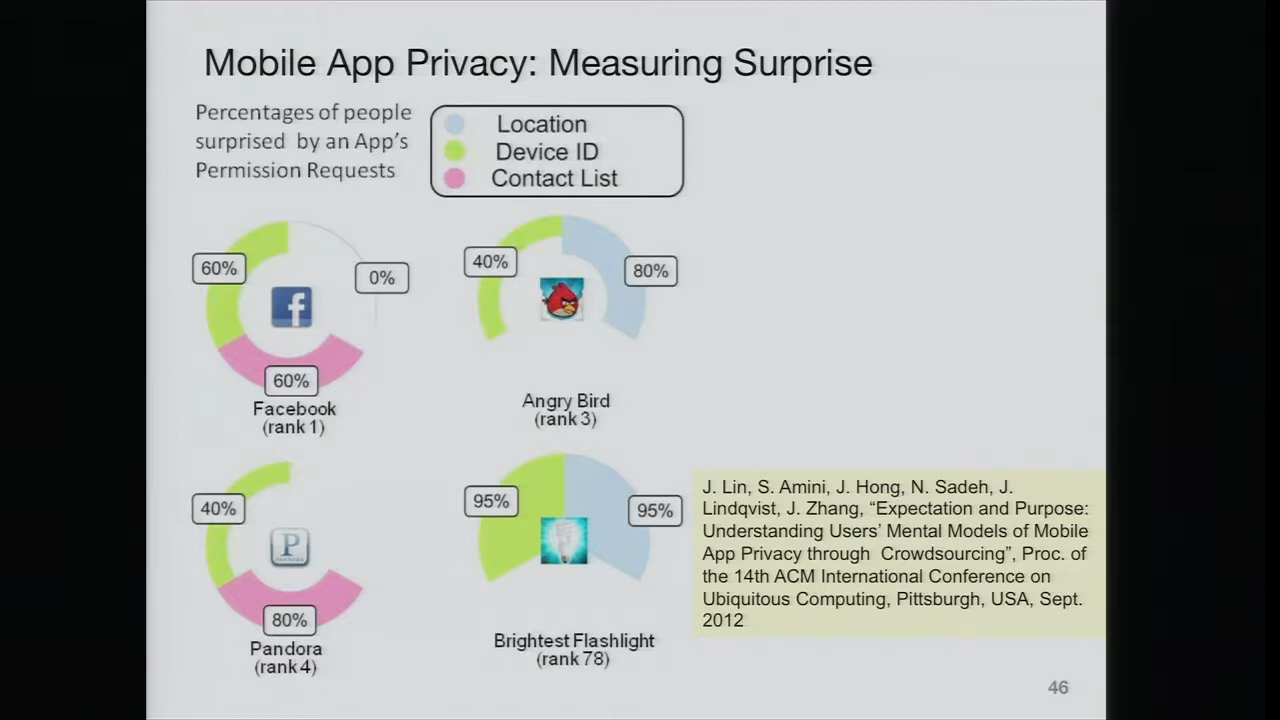 Mobile App Privacy: Measuring Surprise
Percentages of people
surprised by an App's
Permission Requests
Location
Device ID
Contact List
60%
0%
60%
Facebook
(rank 1)
40%
80%
Angry Bird
(rank 3)
40%
80%
P
PANDORA
Pandora
(rank 4)
95%
95%
Brightest Flashlight
(rank 78)
J. Lin, S. Amini, J. Hong, N. Sadeh, J.
Lindqvist, J. Zhang, “Expectation and Purpose:
Understanding Users’ Mental Models of Mobile
App Privacy through Crowdsourcing”, Proc. of
the 14th ACM International Conference on
Ubiquitous Computing, Pittsburgh, USA, Sept.
2012
46